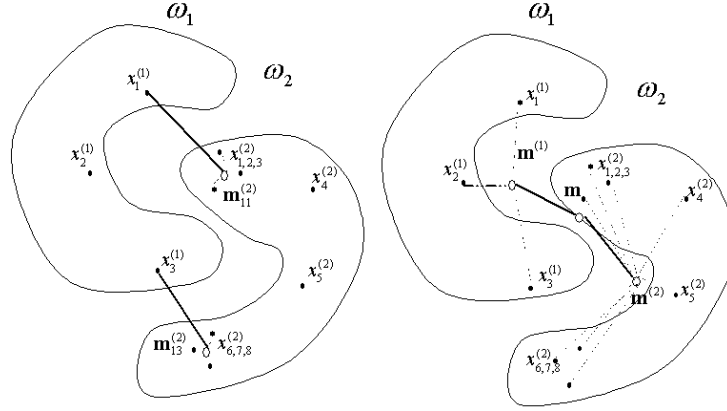 ω₁
ω₂
x₁⁽¹⁾
x₂⁽¹⁾
x₁,₂,₃⁽²⁾
x₄⁽²⁾
m₁₁⁽²⁾
x₃⁽¹⁾
x₅⁽²⁾
m₁₃⁽²⁾
x₆,₇,₈⁽²⁾
ω₁
ω₂
x₁⁽¹⁾
m⁽¹⁾
x₂⁽¹⁾
x₁,₂,₃⁽²⁾
m
x₄⁽²⁾
x₃⁽¹⁾
m⁽²⁾
x₅⁽²⁾
x₆,₇,₈⁽²⁾